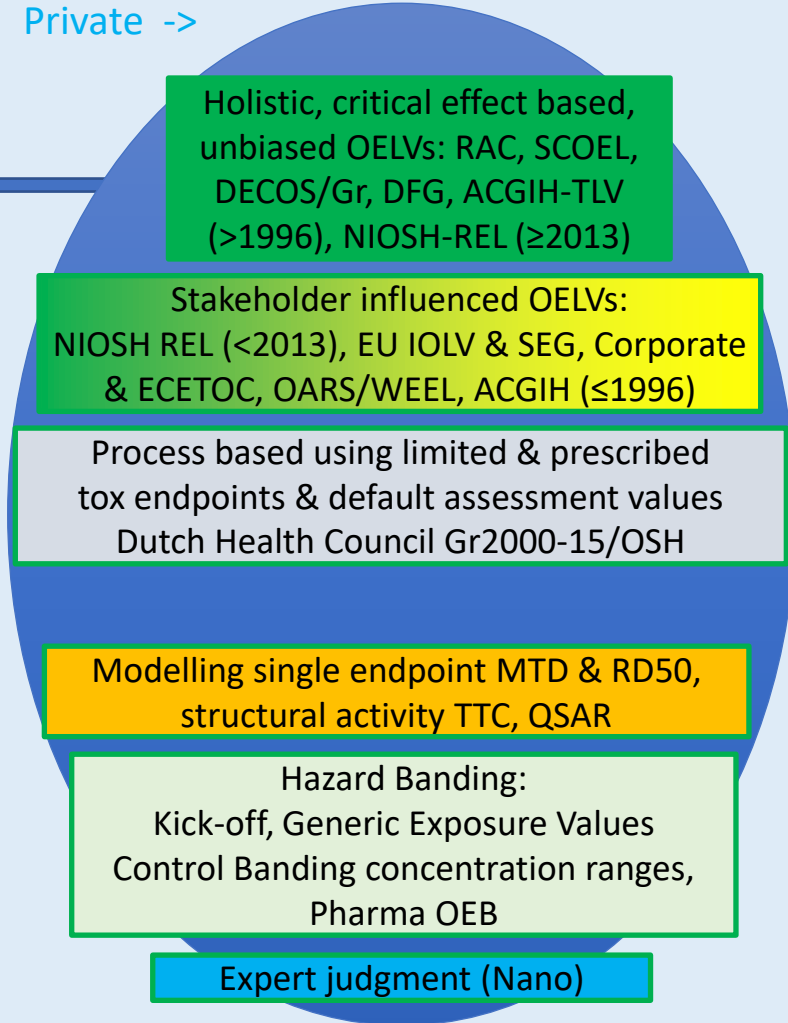 Private ->
Holistic, critical effect based,
unbiased OELVs: RAC, SCOEL,
DECOS/Gr, DFG, ACGIH-TLV
(>1996), NIOSH-REL (≥2013)
Stakeholder influenced OELVs:
NIOSH REL (<2013), EU IOLV & SEG, Corporate
& ECETOC, OARS/WEEL, ACGIH (≤1996)
Process based using limited & prescribed
tox endpoints & default assessment values
Dutch Health Council Gr2000-15/OSH
Modelling single endpoint MTD & RD50,
structural activity TTC, QSAR
Hazard Banding:
Kick-off, Generic Exposure Values
Control Banding concentration ranges,
Pharma OEB
Expert judgment (Nano)